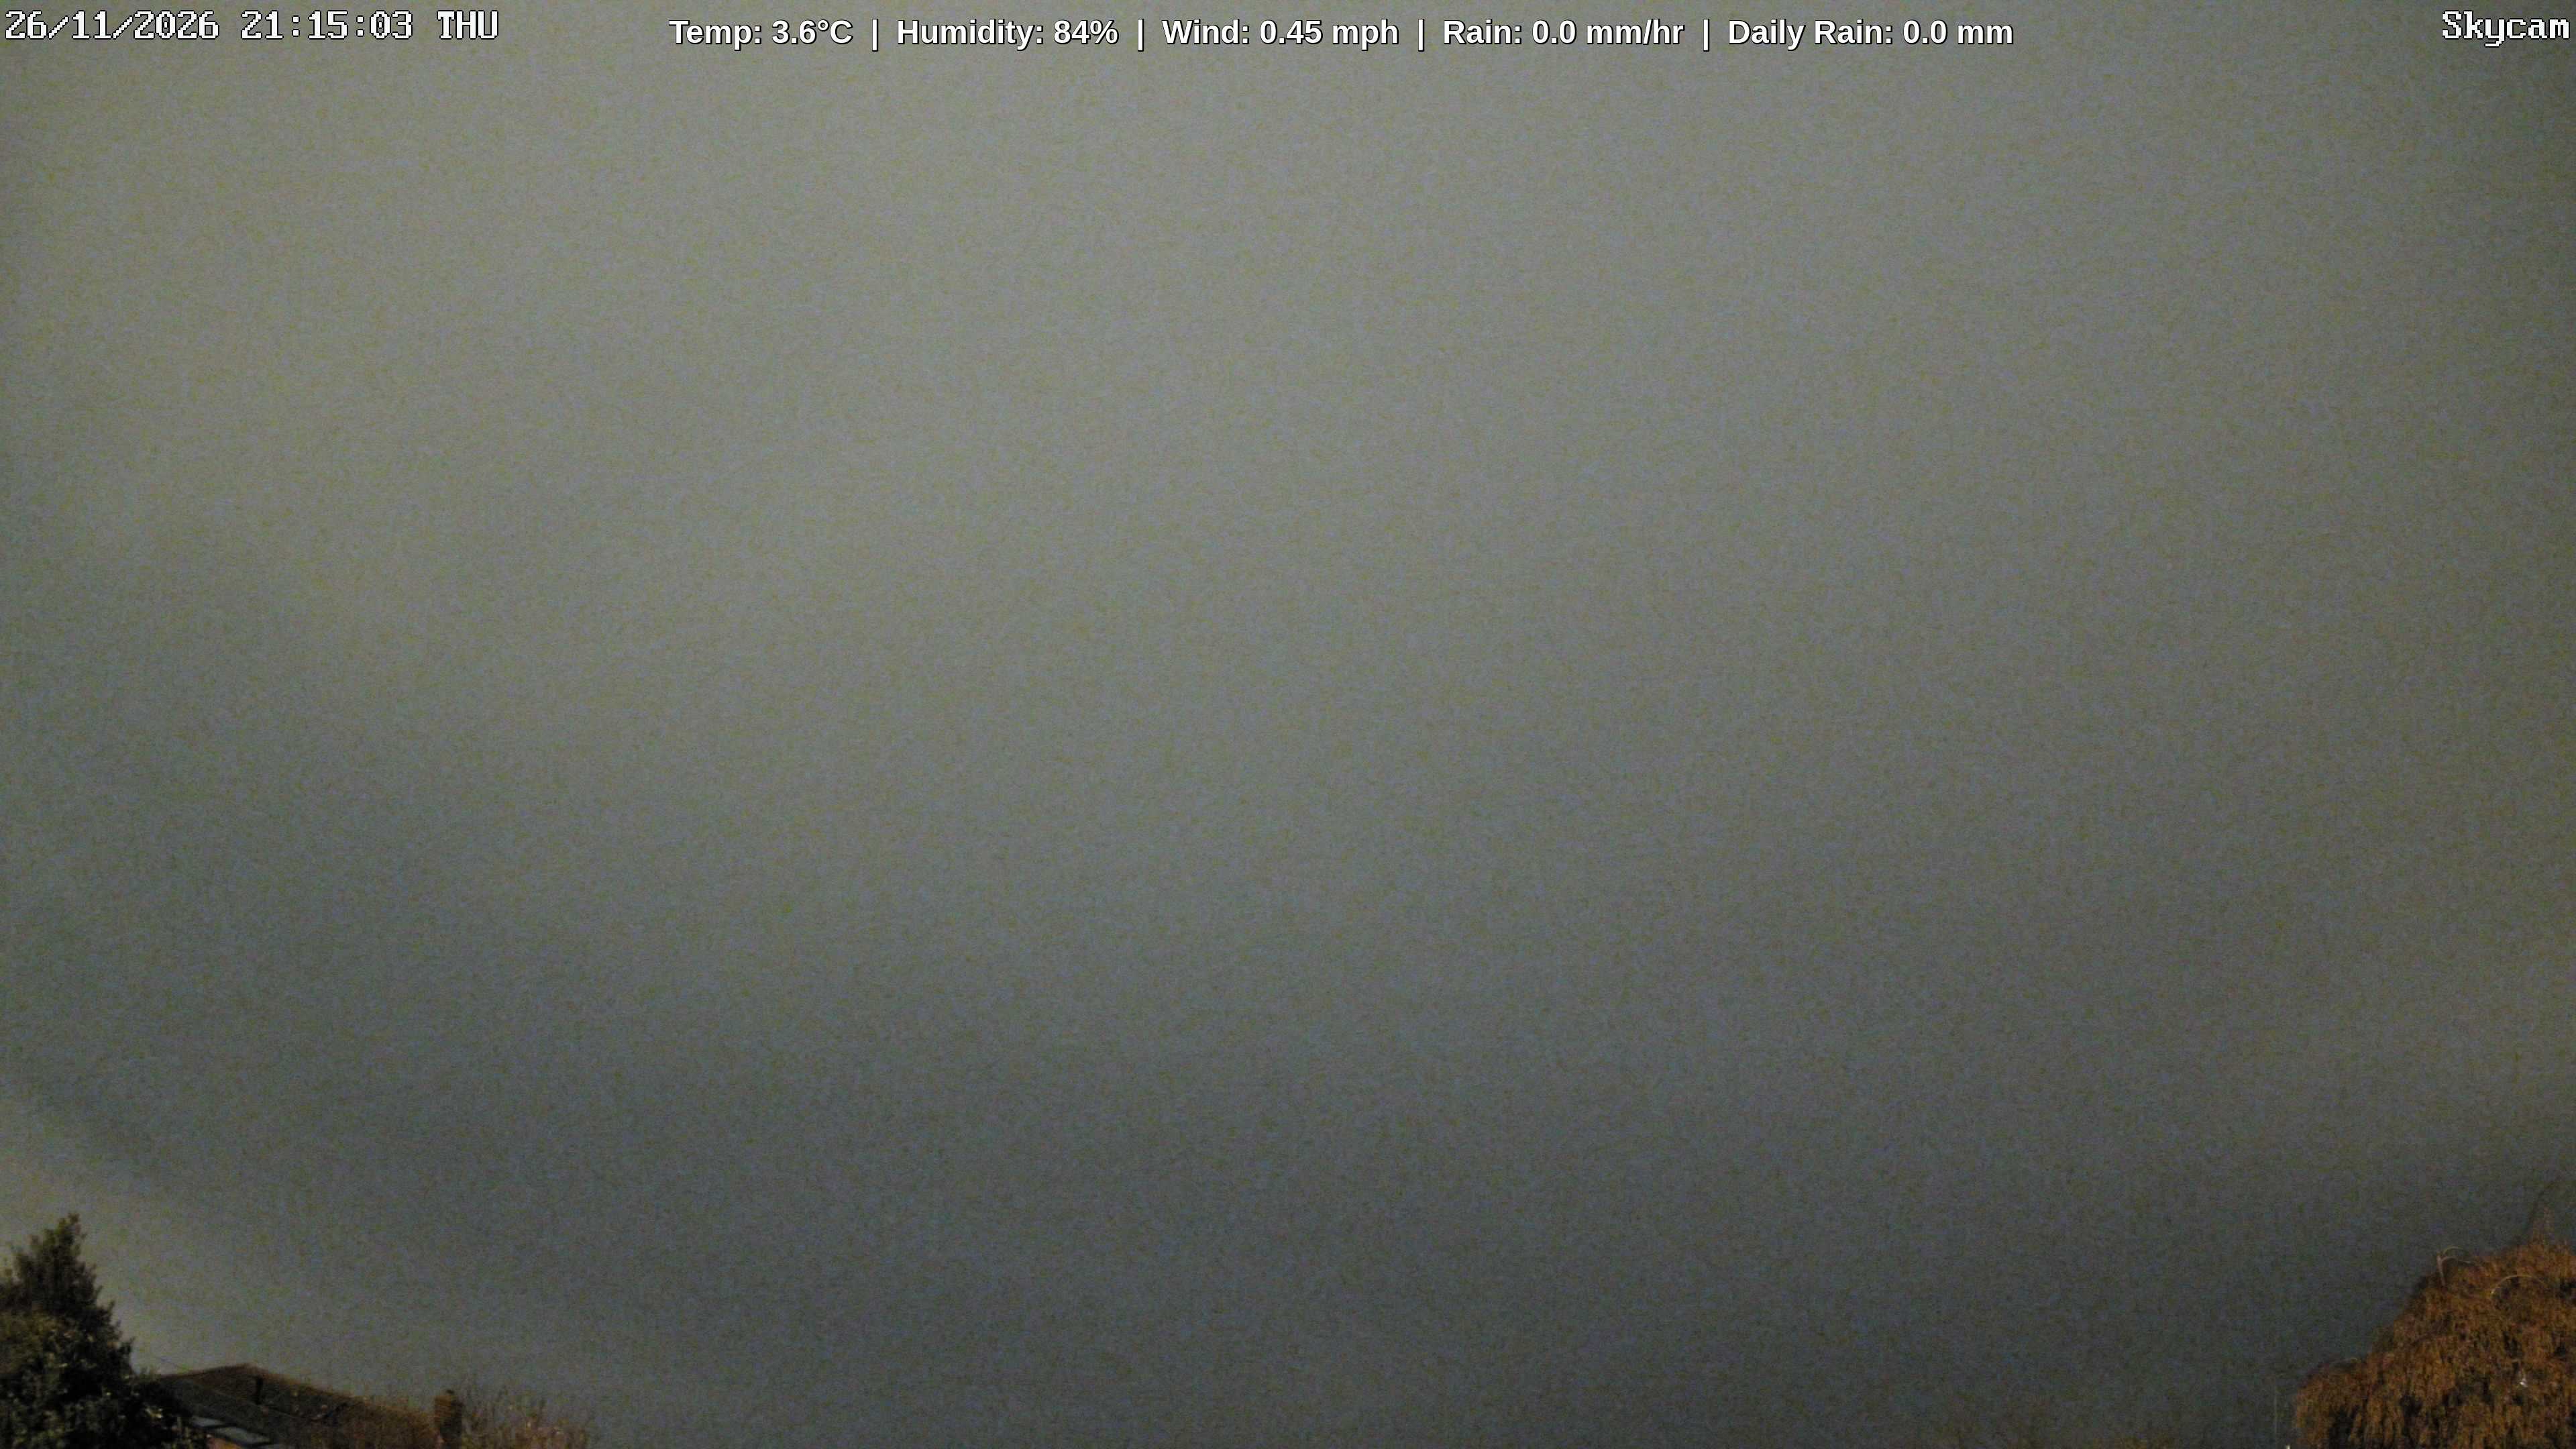 26/11/2026 21:15:03 THU
Temp: 3.6°C | Humidity: 84% | Wind: 0.45 mph | Rain: 0.0 mm/hr | Daily Rain: 0.0 mm
Skycam